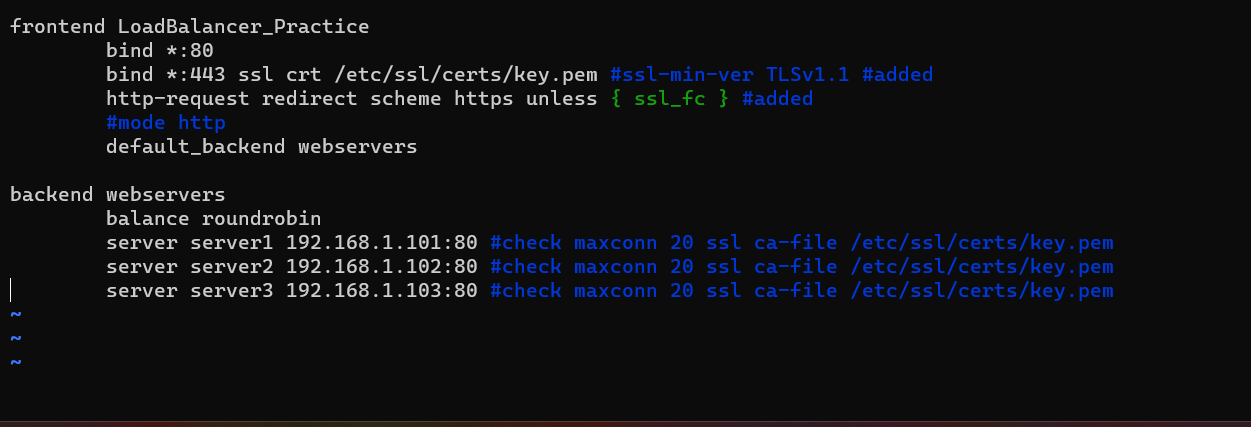 frontend LoadBalancer_Practice
        bind *:80
        bind *:443 ssl crt /etc/ssl/certs/key.pem #ssl-min-ver TLSv1.1 #added
        http-request redirect scheme https unless { ssl_fc } #added
        #mode http
        default_backend webservers

backend webservers
        balance roundrobin
        server server1 192.168.1.101:80 #check maxconn 20 ssl ca-file /etc/ssl/certs/key.pem
        server server2 192.168.1.102:80 #check maxconn 20 ssl ca-file /etc/ssl/certs/key.pem
        server server3 192.168.1.103:80 #check maxconn 20 ssl ca-file /etc/ssl/certs/key.pem
~
~
~